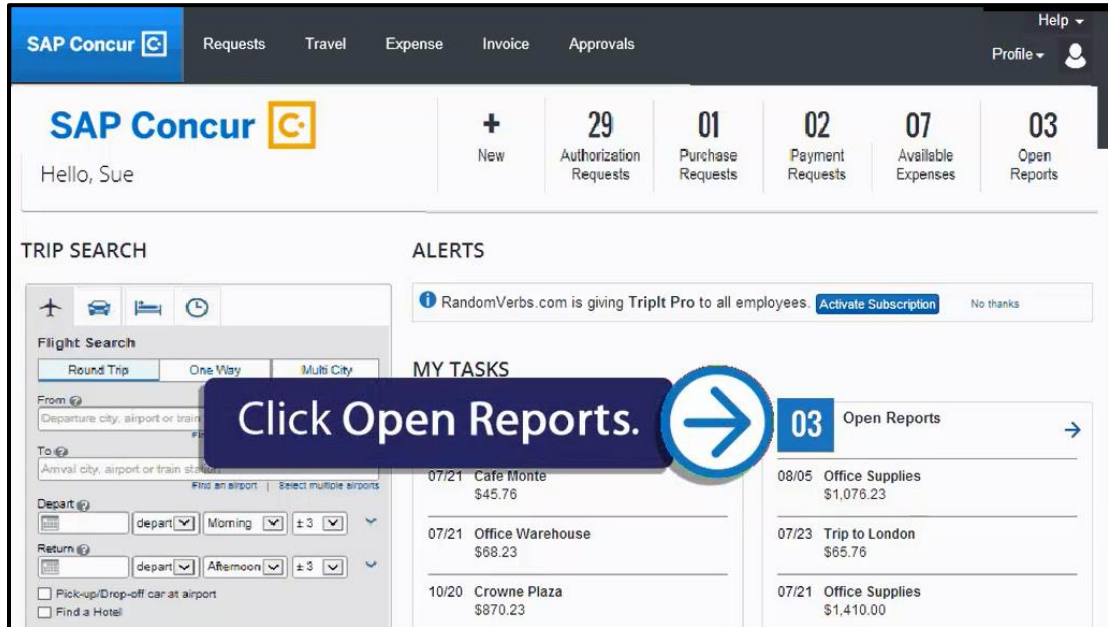 SAP Concur
Requests
Travel
Expense
Invoice
Approvals
Help
Profile
SAP Concur
Hello, Sue
+
New
29
Authorization
Requests
01
Purchase
Requests
02
Payment
Requests
07
Available
Expenses
03
Open
Reports
TRIP SEARCH
Flight Search
Round Trip
One Way
Multi City
From
Departure city, airport or train
To
Arrival city, airport or train
Find an airport | Select multiple airports
Depart
depart
Morning
±3
Return
depart
Afternoon
±3
Pick-up/Drop-off car at airport
Find a Hotel
ALERTS
RandomVerbs.com is giving TripIt Pro to all employees.
Activate Subscription
No thanks
MY TASKS
Click Open Reports.
07/21 Cafe Monte
$45.76
07/21 Office Warehouse
$68.23
10/20 Crowne Plaza
$870.23
03
Open Reports
08/05 Office Supplies
$1,076.23
07/23 Trip to London
$65.76
07/21 Office Supplies
$1,410.00